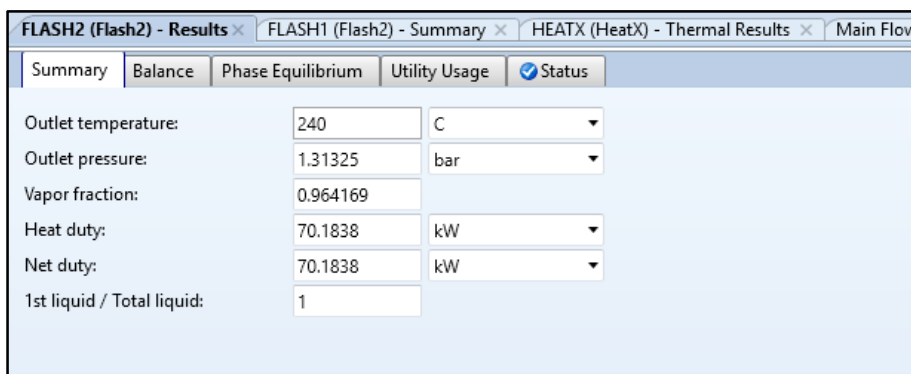 FLASH2 (Flash2) - Results × FLASH1 (Flash2) - Summary × HEATX (HeatX) - Thermal Results × Main Flow
Summary Balance Phase Equilibrium Utility Usage Status
Outlet temperature: 240 C
Outlet pressure: 1.31325 bar
Vapor fraction: 0.964169
Heat duty: 70.1838 kW
Net duty: 70.1838 kW
1st liquid / Total liquid: 1